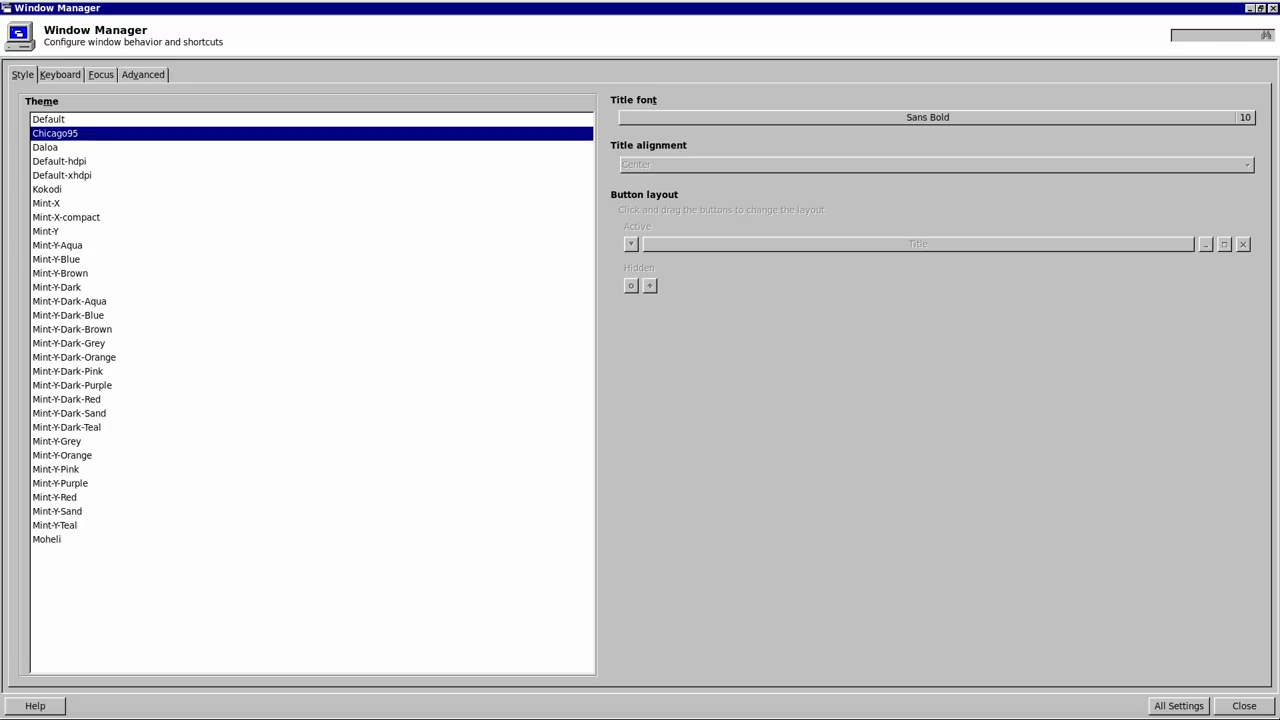 Window Manager
Window Manager
Configure window behavior and shortcuts
Style
Keyboard
Focus
Advanced
Theme
Default
Chicago95
Daloa
Default-hdpi
Default-xhdpi
Kokodi
Mint-X
Mint-X-compact
Mint-Y
Mint-Y-Aqua
Mint-Y-Blue
Mint-Y-Brown
Mint-Y-Dark
Mint-Y-Dark-Aqua
Mint-Y-Dark-Blue
Mint-Y-Dark-Brown
Mint-Y-Dark-Grey
Mint-Y-Dark-Orange
Mint-Y-Dark-Pink
Mint-Y-Dark-Purple
Mint-Y-Dark-Red
Mint-Y-Dark-Sand
Mint-Y-Dark-Teal
Mint-Y-Grey
Mint-Y-Orange
Mint-Y-Pink
Mint-Y-Purple
Mint-Y-Red
Mint-Y-Sand
Mint-Y-Teal
Moheli
Title font
Sans Bold 10
Title alignment
Center
Button layout
Click and drag the buttons to change the layout
Active
Title
Hidden
Help
All Settings
Close